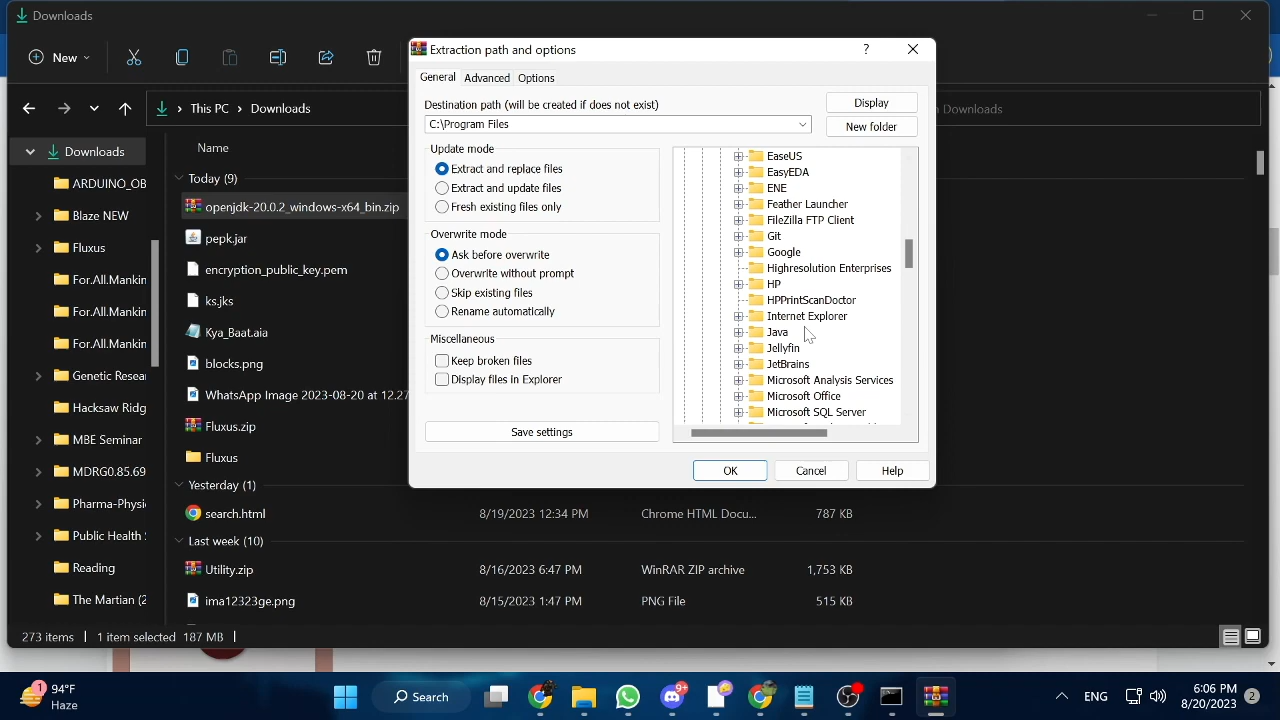 Downloads
New
This PC > Downloads
n Downloads
Downloads
ARDUINO_OB
Blaze NEW
Fluxus
For.All.Mankin
For.All.Mankin
For.All.Mankin
Genetic Resea
Hacksaw Ridg
MBE Seminar
MDRG0.85.69
Pharma-Physi
Public Health
Reading
The Martian (2
Name
Today (9)
openjdk-20.0.2_windows-x64_bin.zip
pepk.jar
encryption_public_key.pem
ks.jks
Kya_Baat.aia
blocks.png
WhatsApp Image 2023-08-20 at 12.27
Fluxus.zip
Fluxus
Yesterday (1)
search.html 8/19/2023 12:34 PM Chrome HTML Docu... 787 KB
Last week (10)
Utility.zip 8/16/2023 6:47 PM WinRAR ZIP archive 1,753 KB
ima12323ge.png 8/15/2023 1:47 PM PNG File 515 KB
273 items 1 item selected 187 MB
Extraction path and options
General Advanced Options
Destination path (will be created if does not exist)
C:\Program Files
Display
New folder
Update mode
Extract and replace files
Extract and update files
Fresh existing files only
Overwrite mode
Ask before overwrite
Overwrite without prompt
Skip existing files
Rename automatically
Miscellaneous
Keep broken files
Display files in Explorer
Save settings
EaseUS
EasyEDA
ENE
Feather Launcher
FileZilla FTP Client
Git
Google
Highresolution Enterprises
HP
HPPrintScanDoctor
Internet Explorer
Java
Jellyfin
JetBrains
Microsoft Analysis Services
Microsoft Office
Microsoft SQL Server
OK Cancel Help
1
94°F
Haze
Search
9+
ENG
6:06 PM
8/20/2023
2